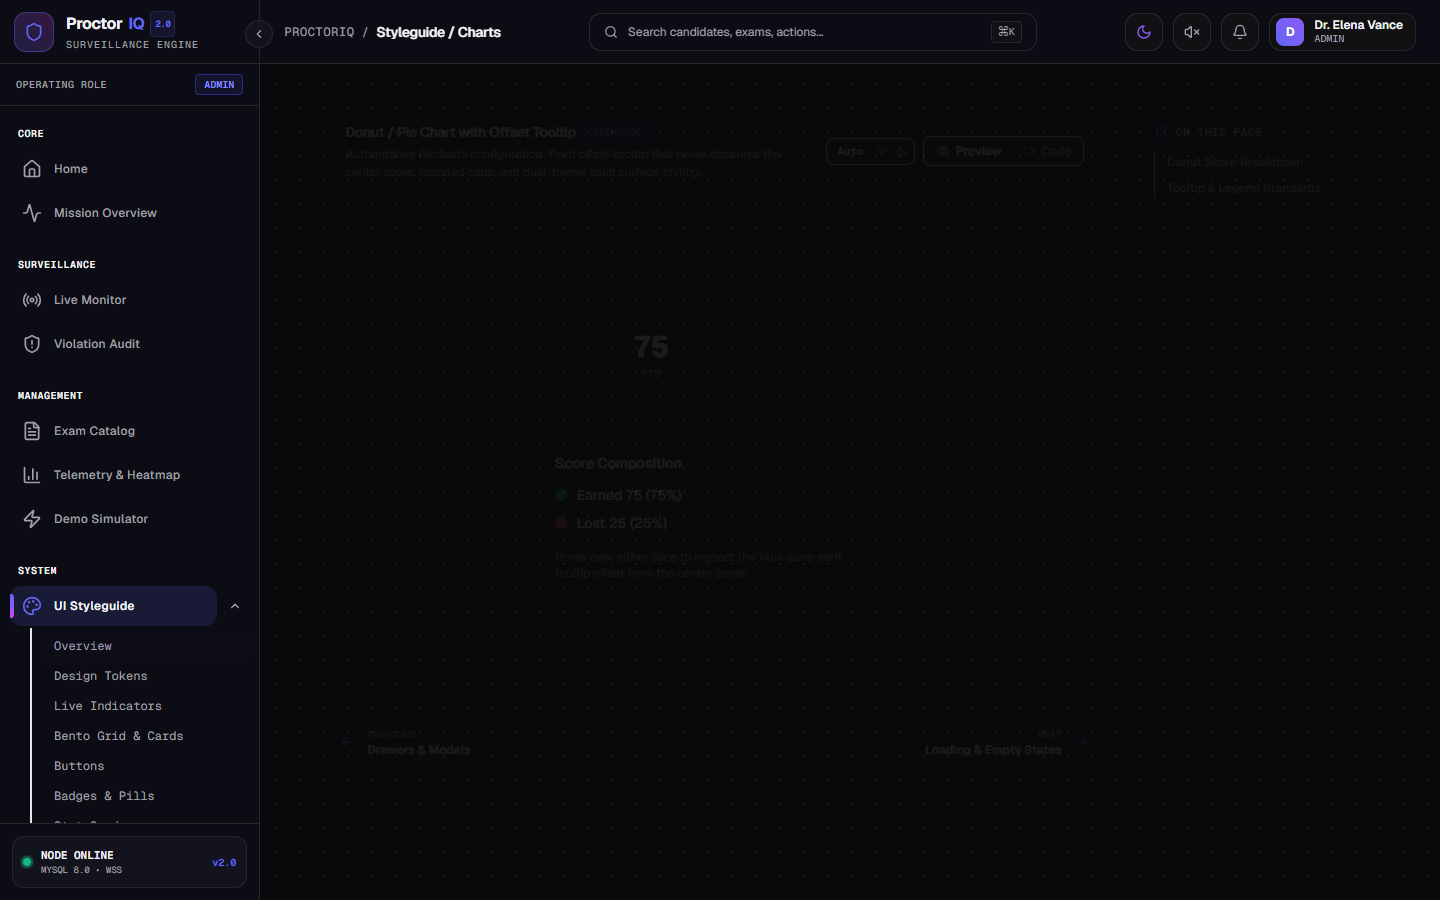 Proctor IQ 2.0
SURVEILLANCE ENGINE
PROCTORIQ / Styleguide / Charts
Search candidates, exams, actions...
⌘K
D
Dr. Elena Vance
ADMIN
OPERATING ROLE
ADMIN
CORE
Home
Mission Overview
SURVEILLANCE
Live Monitor
Violation Audit
MANAGEMENT
Exam Catalog
Telemetry & Heatmap
Demo Simulator
SYSTEM
UI Styleguide
Overview
Design Tokens
Live Indicators
Bento Grid & Cards
Buttons
Badges & Pills
NODE ONLINE
MYSQL 8.0 • WSS
v2.0
Donut / Pie Chart with Offset Tooltip
RECHARTS
Authoritative Recharts configuration: fixed offset tooltip that never obscures the
center score, rounded caps, and dual-theme solid surface styling.
Auto
Preview
Code
75
PTS
Score Composition
Earned 75 (75%)
Lost 25 (25%)
Hover over either slice to inspect the 14px sans-serif
tooltip offset from the center score.
PREVIOUS
Drawers & Modals
NEXT
Loading & Empty States
ON THIS PAGE
Donut Score Breakdown
Tooltip & Legend Standards